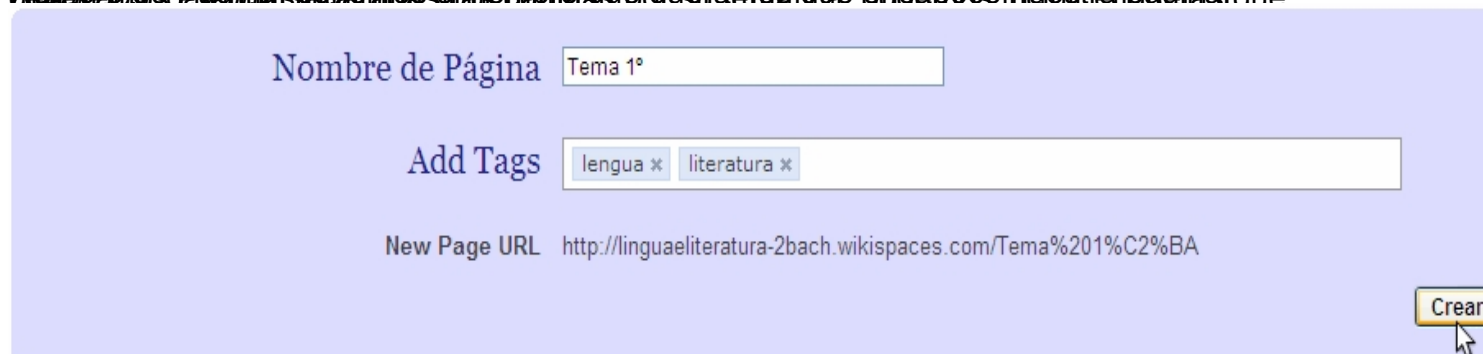 Nombre de Página Tema 1º
Add Tags lengua × literatura ×
New Page URL http://linguaeliteratura-2bach.wikispaces.com/Tema%201%C2%BA
Crear